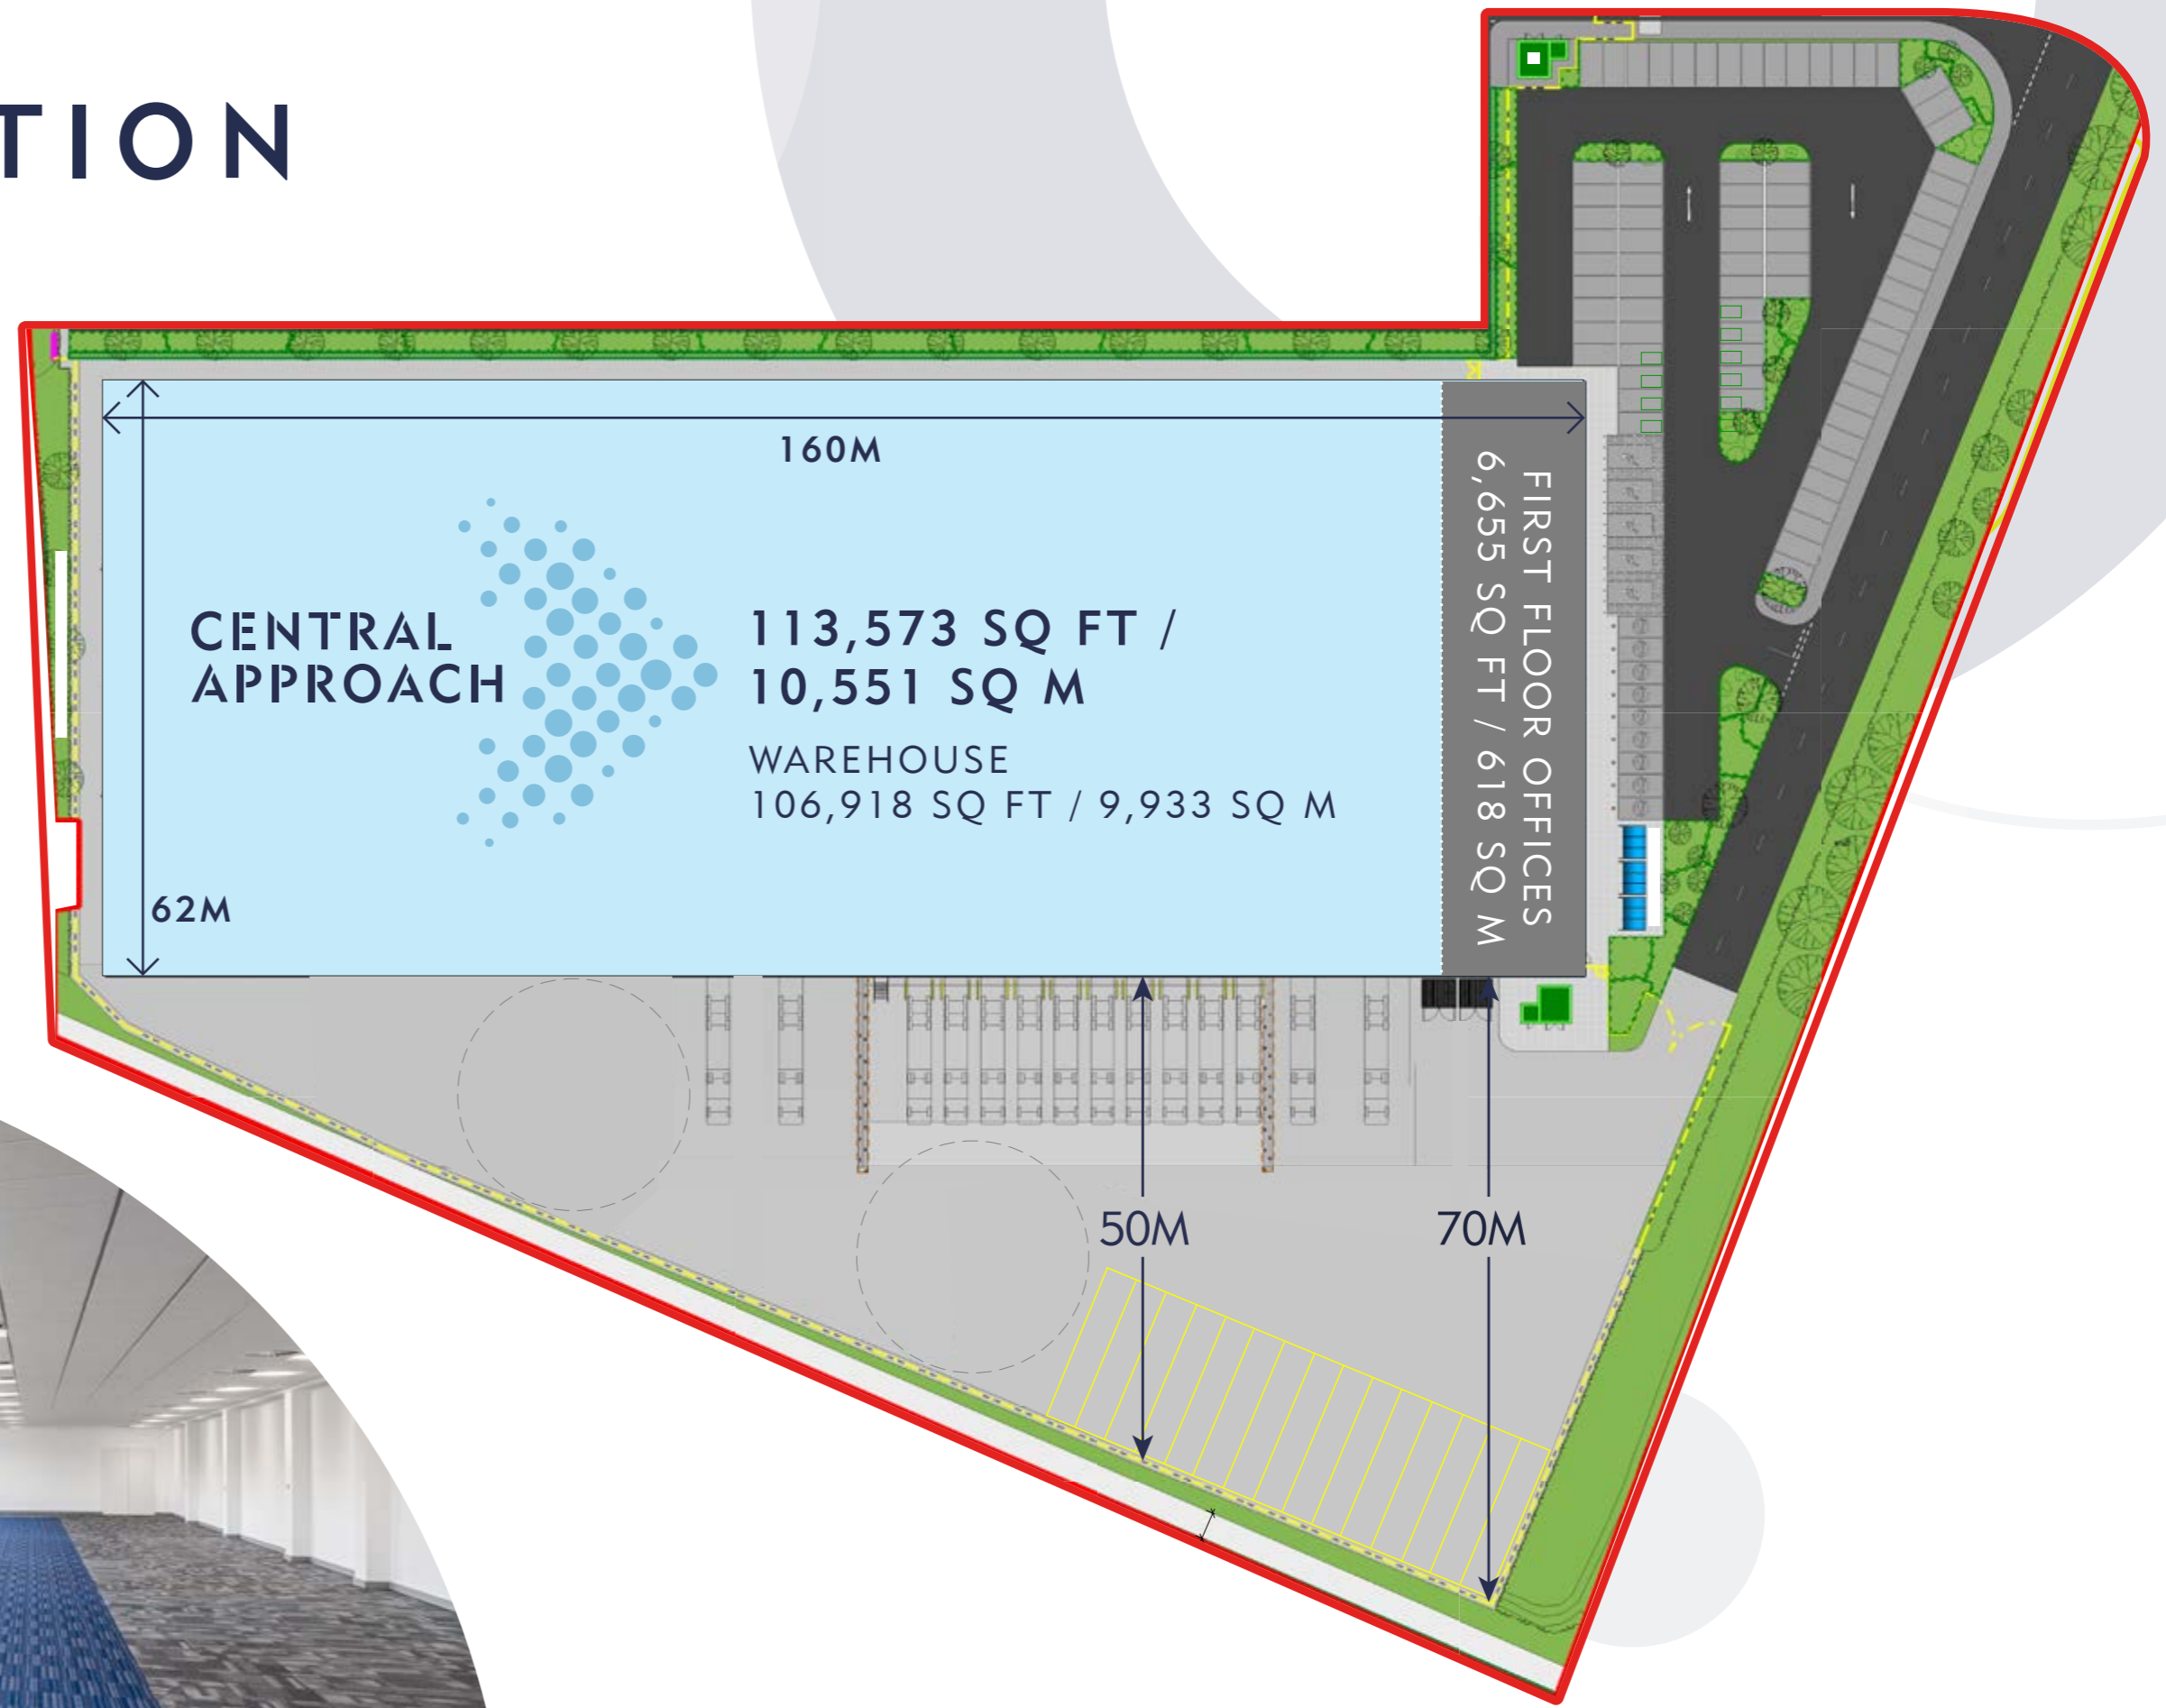 TION
160M
CENTRAL
APPROACH
113,573 SQ FT /
10,551 SQ M
WAREHOUSE
106,918 SQ FT / 9,933 SQ M
62M
FIRST FLOOR OFFICES
6,655 SQ FT / 618 SQ M
50M
70M